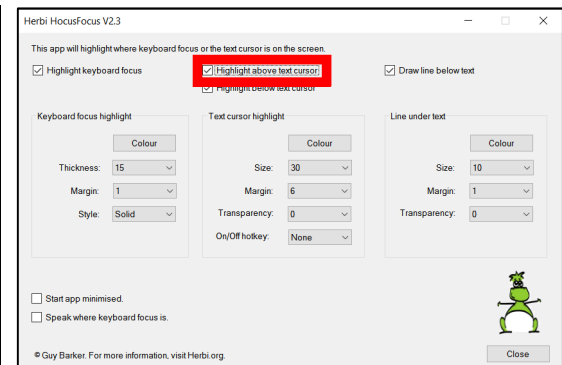 Herbi HocusFocus V2.3
This app will highlight where keyboard focus or the text cursor is on the screen.
Highlight keyboard focus
Highlight above text cursor
Draw line below text
Highlight below text cursor
Keyboard focus highlight
Colour
Thickness: 15
Margin: 1
Style: Solid
Text cursor highlight
Colour
Size: 30
Margin: 6
Transparency: 0
On/Off hotkey: None
Line under text
Colour
Size: 10
Margin: 1
Transparency: 0
Start app minimised.
Speak where keyboard focus is.
© Guy Barker. For more information, visit Herbi.org.
Close